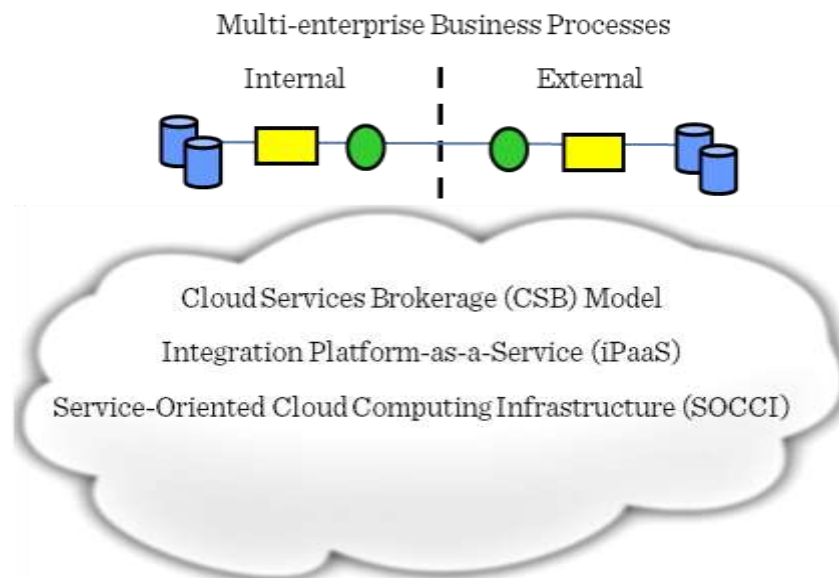 Multi-enterprise Business Processes
Internal External
Cloud Services Brokerage (CSB) Model
Integration Platform-as-a-Service (iPaaS)
Service-Oriented Cloud Computing Infrastructure (SOCCI)